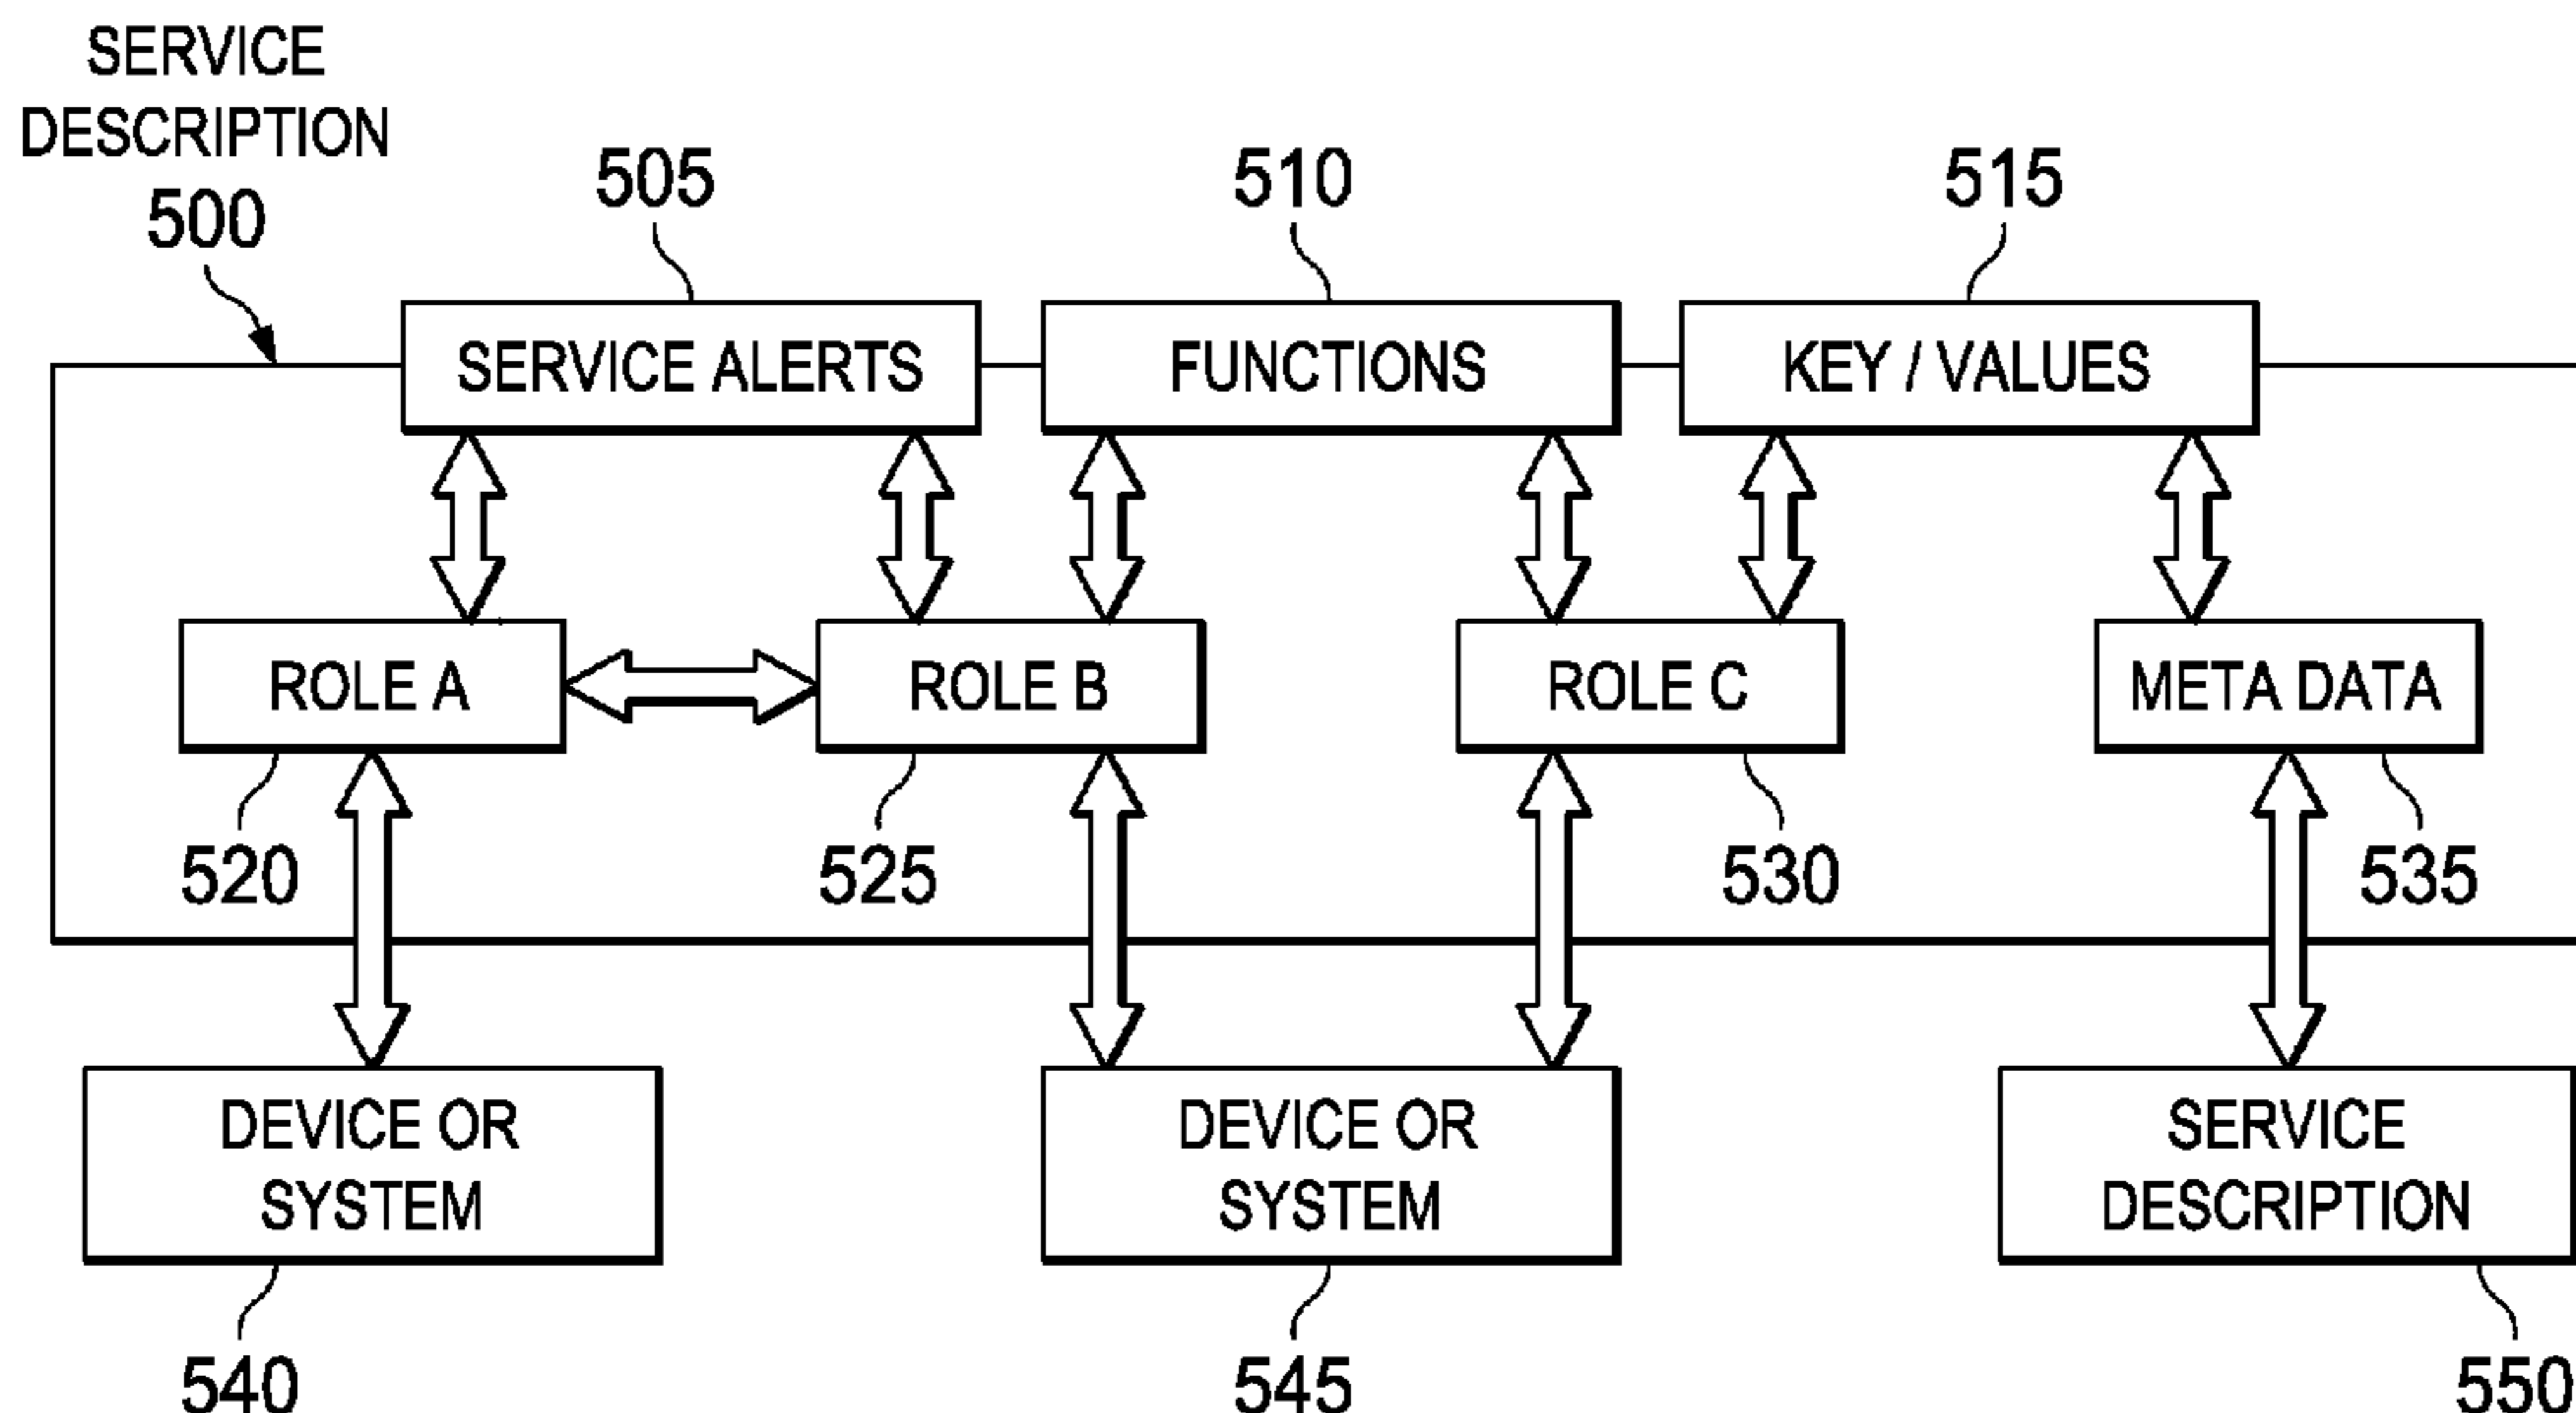 SERVICE
DESCRIPTION
500
505
510
515
SERVICE ALERTS
FUNCTIONS
KEY / VALUES
ROLE A
ROLE B
ROLE C
META DATA
520
525
530
535
DEVICE OR
SYSTEM
DEVICE OR
SYSTEM
SERVICE
DESCRIPTION
540
545
550